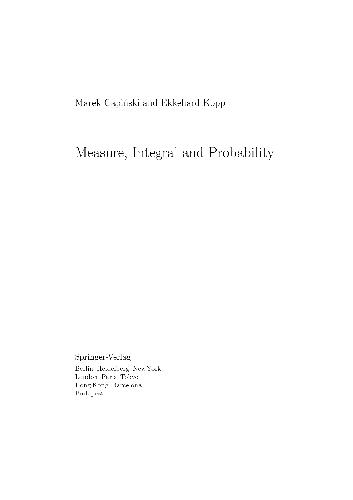 Marek Capiński and Ekkehard Kopp
Measure, Integral and Probability
Springer-Verlag
Berlin Heidelberg New York
London Paris Tokyo
Hong Kong Barcelona
Budapest